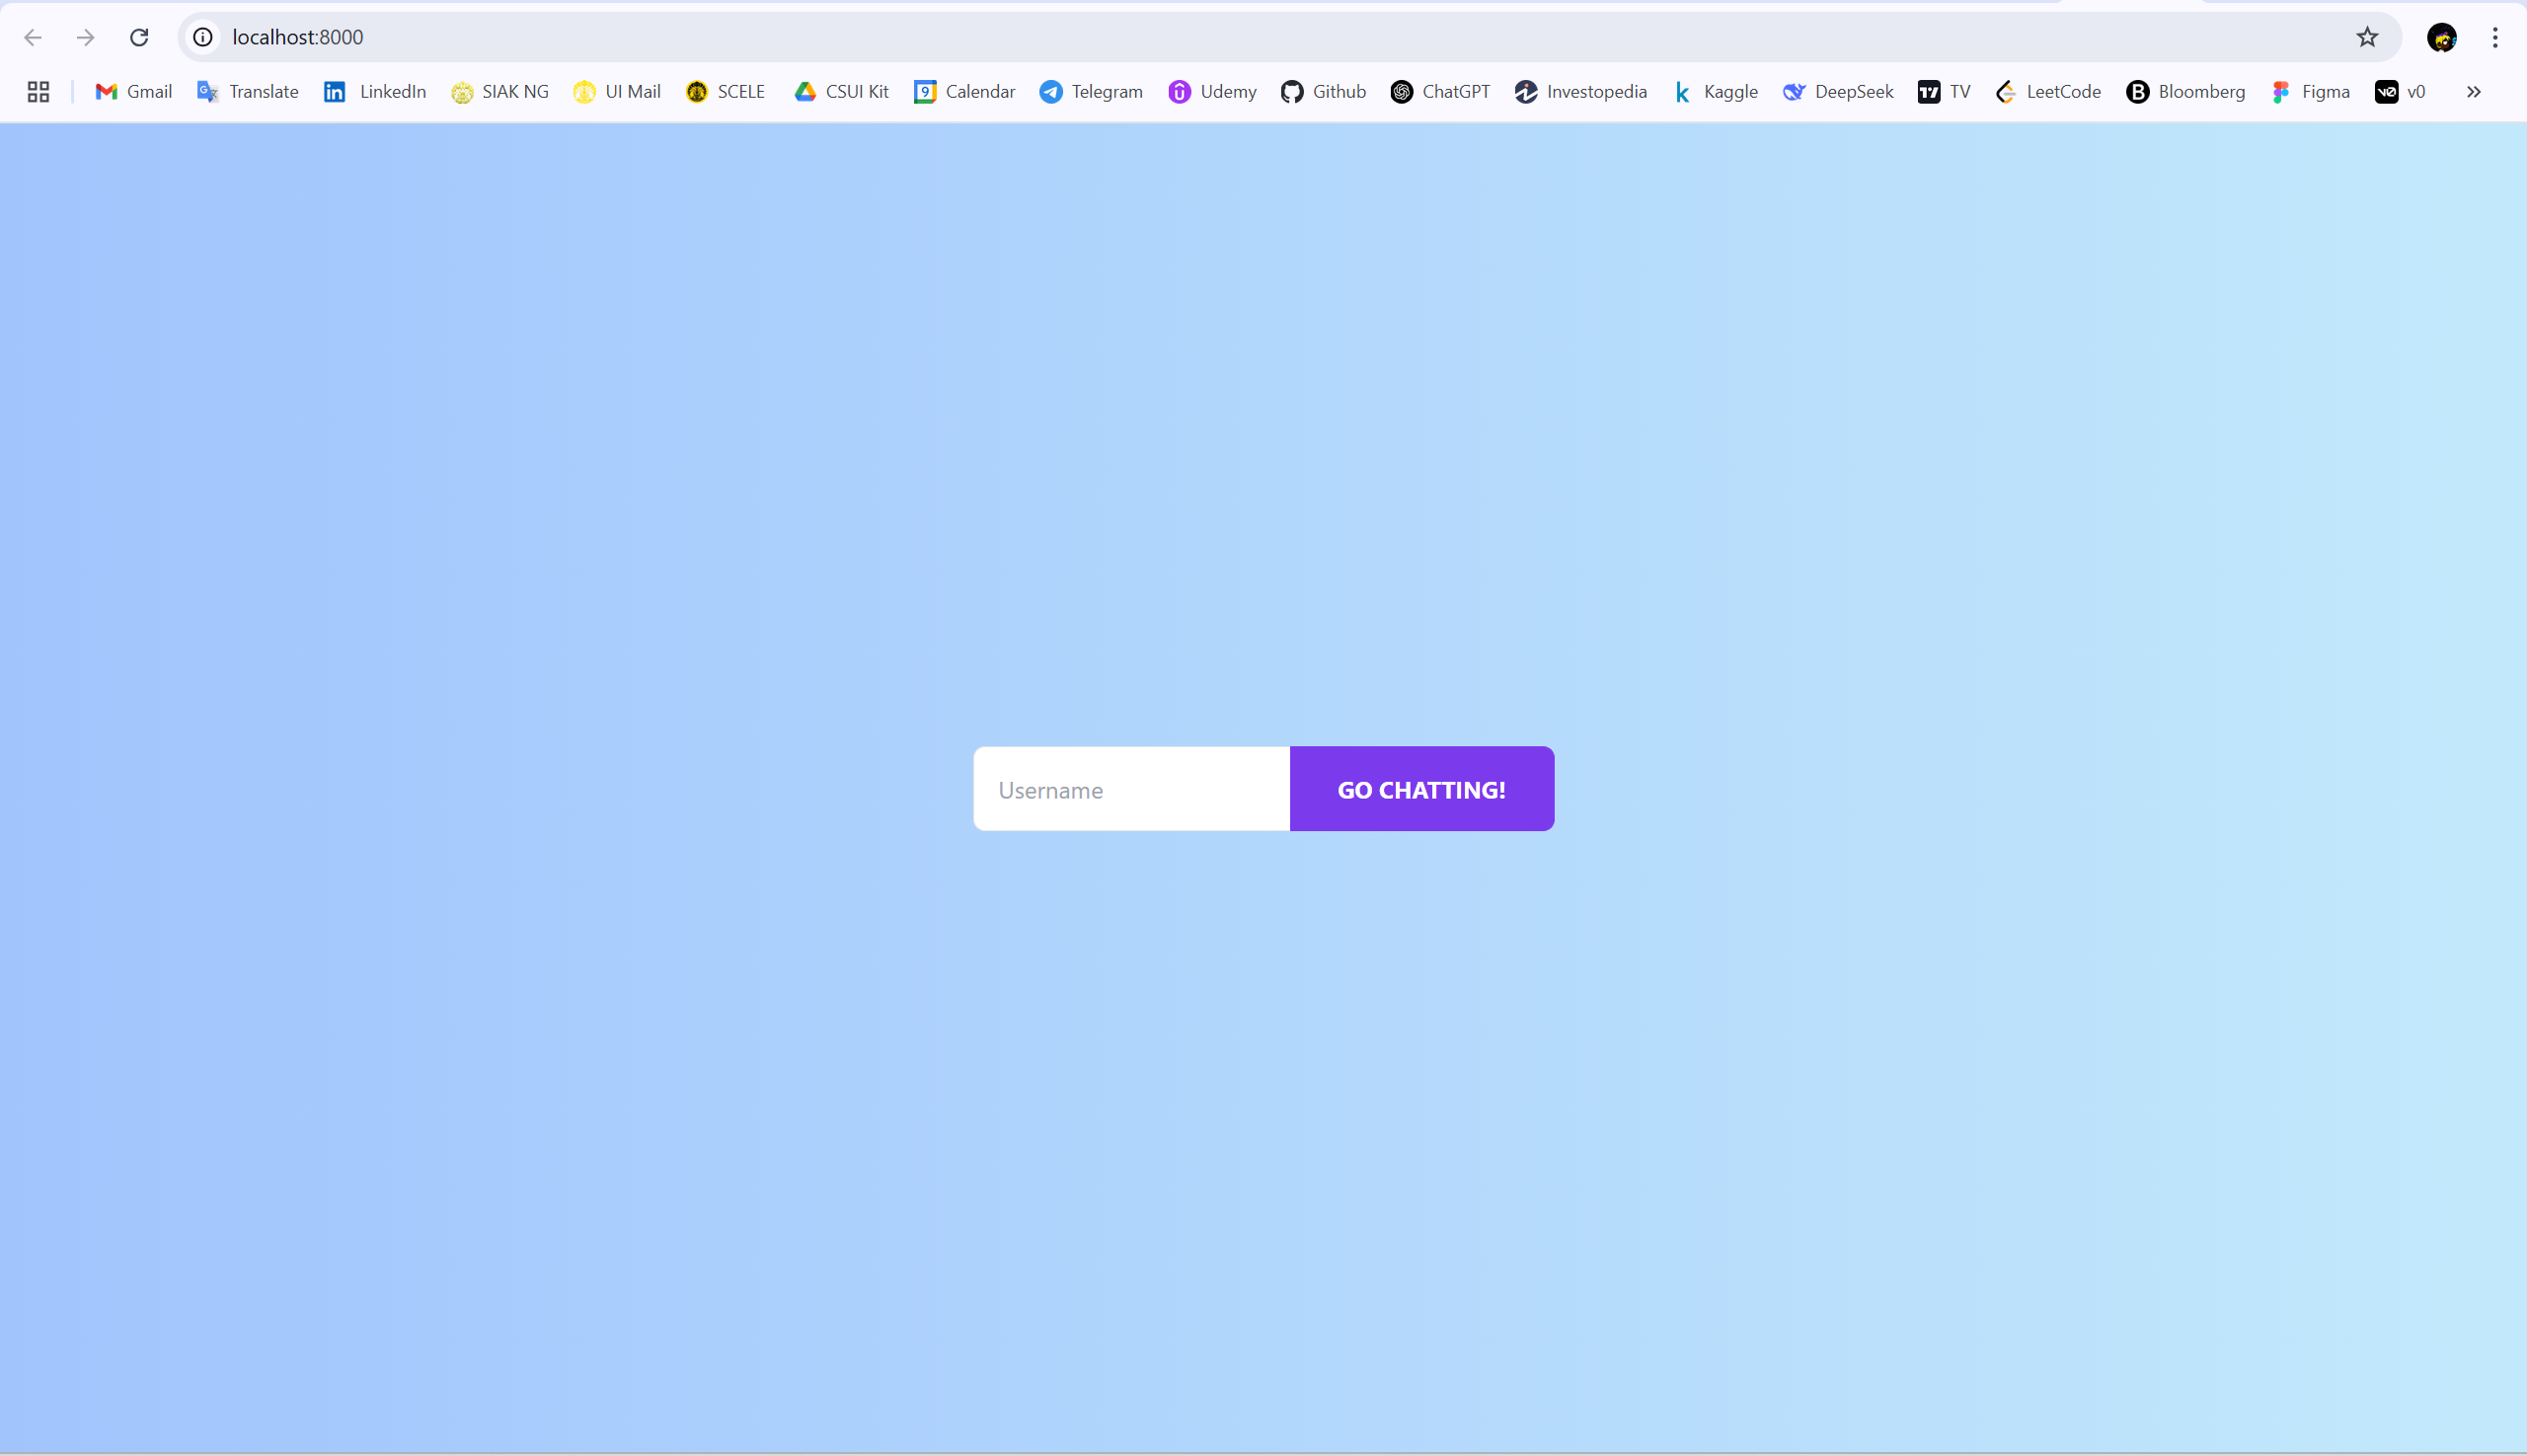 localhost:8000
Gmail Translate LinkedIn SIAK NG UI Mail SCELE CSUI Kit Calendar Telegram Udemy Github ChatGPT Investopedia Kaggle DeepSeek TV LeetCode Bloomberg Figma v0
Username GO CHATTING!